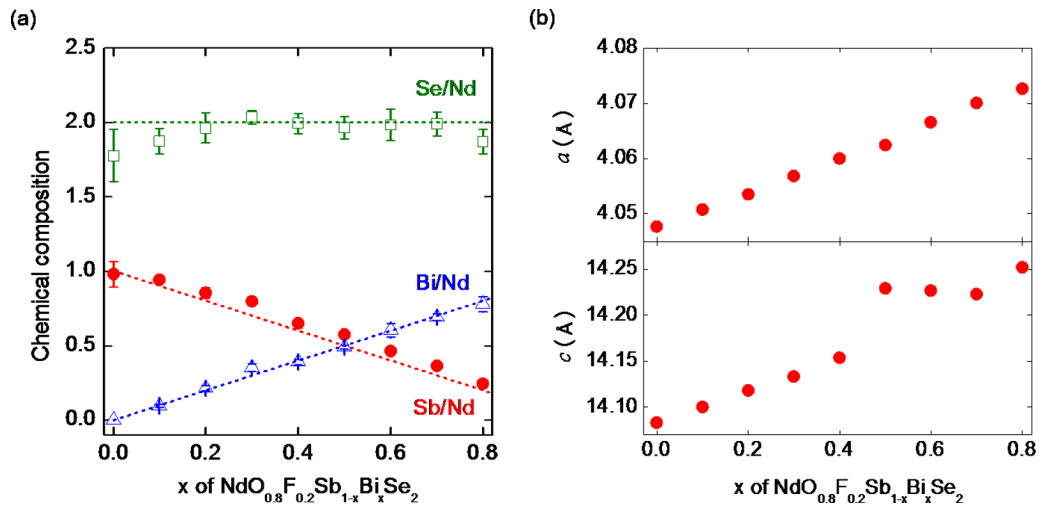 (a)
Chemical composition
2.5
2.0
1.5
1.0
0.5
0.0
Se/Nd
Bi/Nd
Sb/Nd
0.0 0.2 0.4 0.6 0.8
x of NdO0.8F0.2Sb1-xBixSe2
(b)
a (Å)
4.08
4.07
4.06
4.05
c (Å)
14.25
14.20
14.15
14.10
0.0 0.2 0.4 0.6 0.8
x of NdO0.8F0.2Sb1-xBixSe2